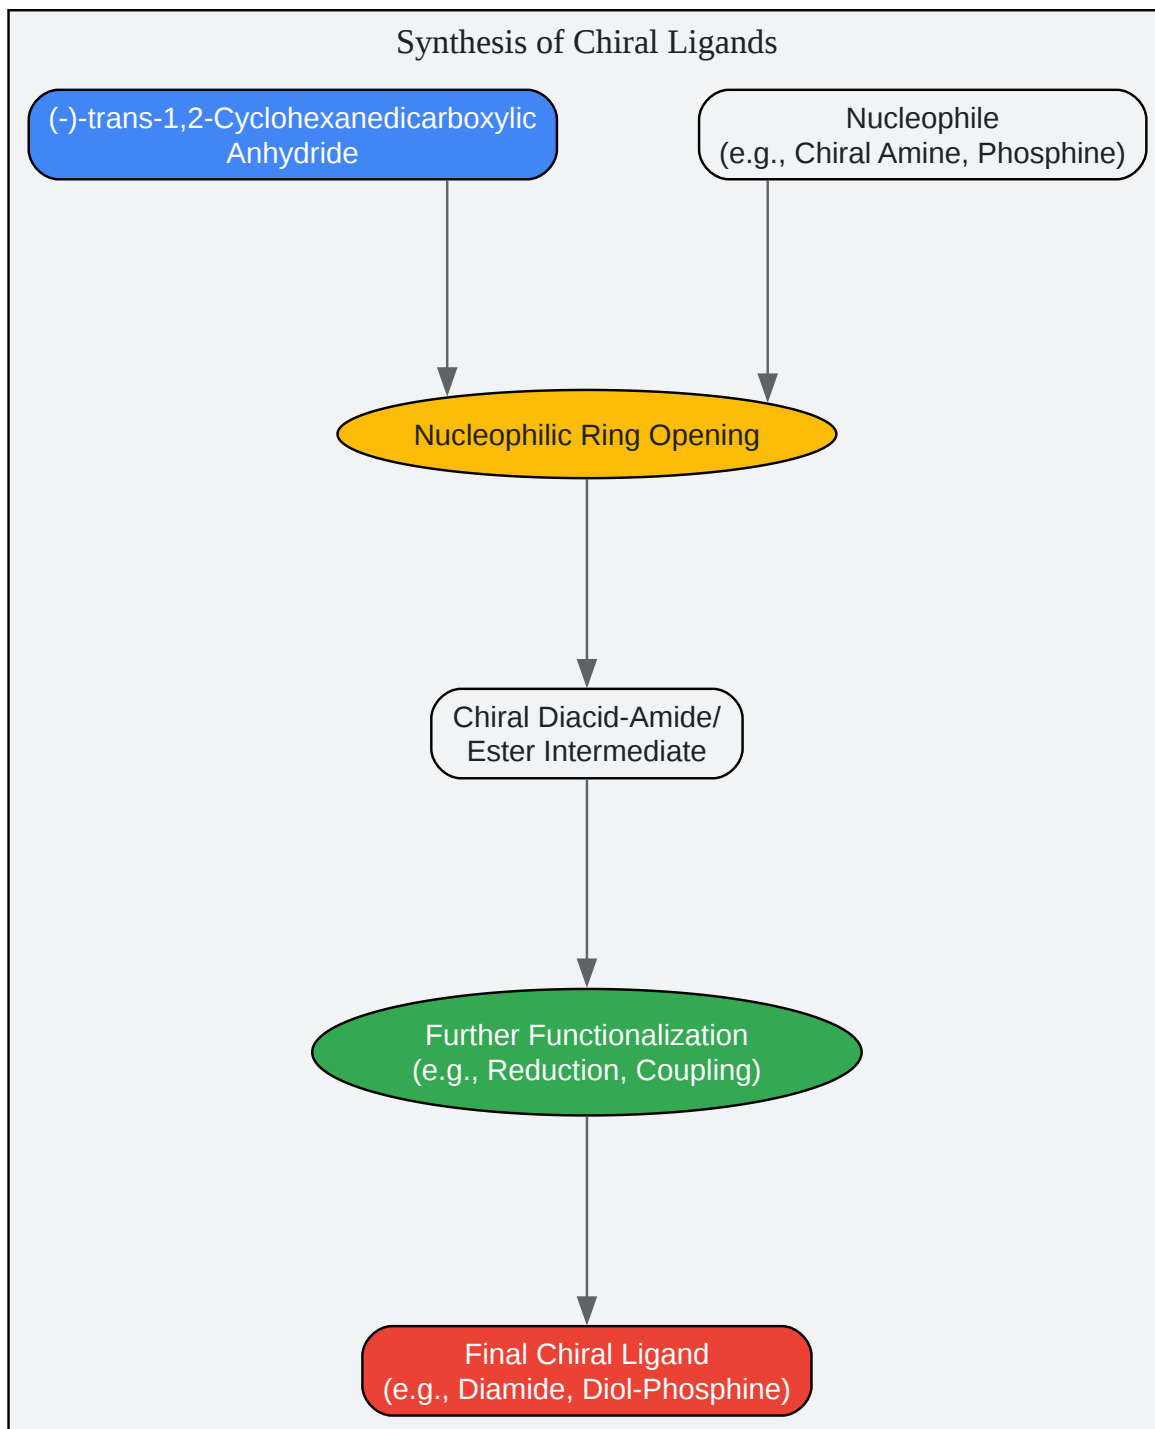 Synthesis of Chiral Ligands
(-)-trans-1,2-Cyclohexanedicarboxylic
Anhydride
Nucleophile
(e.g., Chiral Amine, Phosphine)
Nucleophilic Ring Opening
Chiral Diacid-Amide/
Ester Intermediate
Further Functionalization
(e.g., Reduction, Coupling)
Final Chiral Ligand
(e.g., Diamide, Diol-Phosphine)